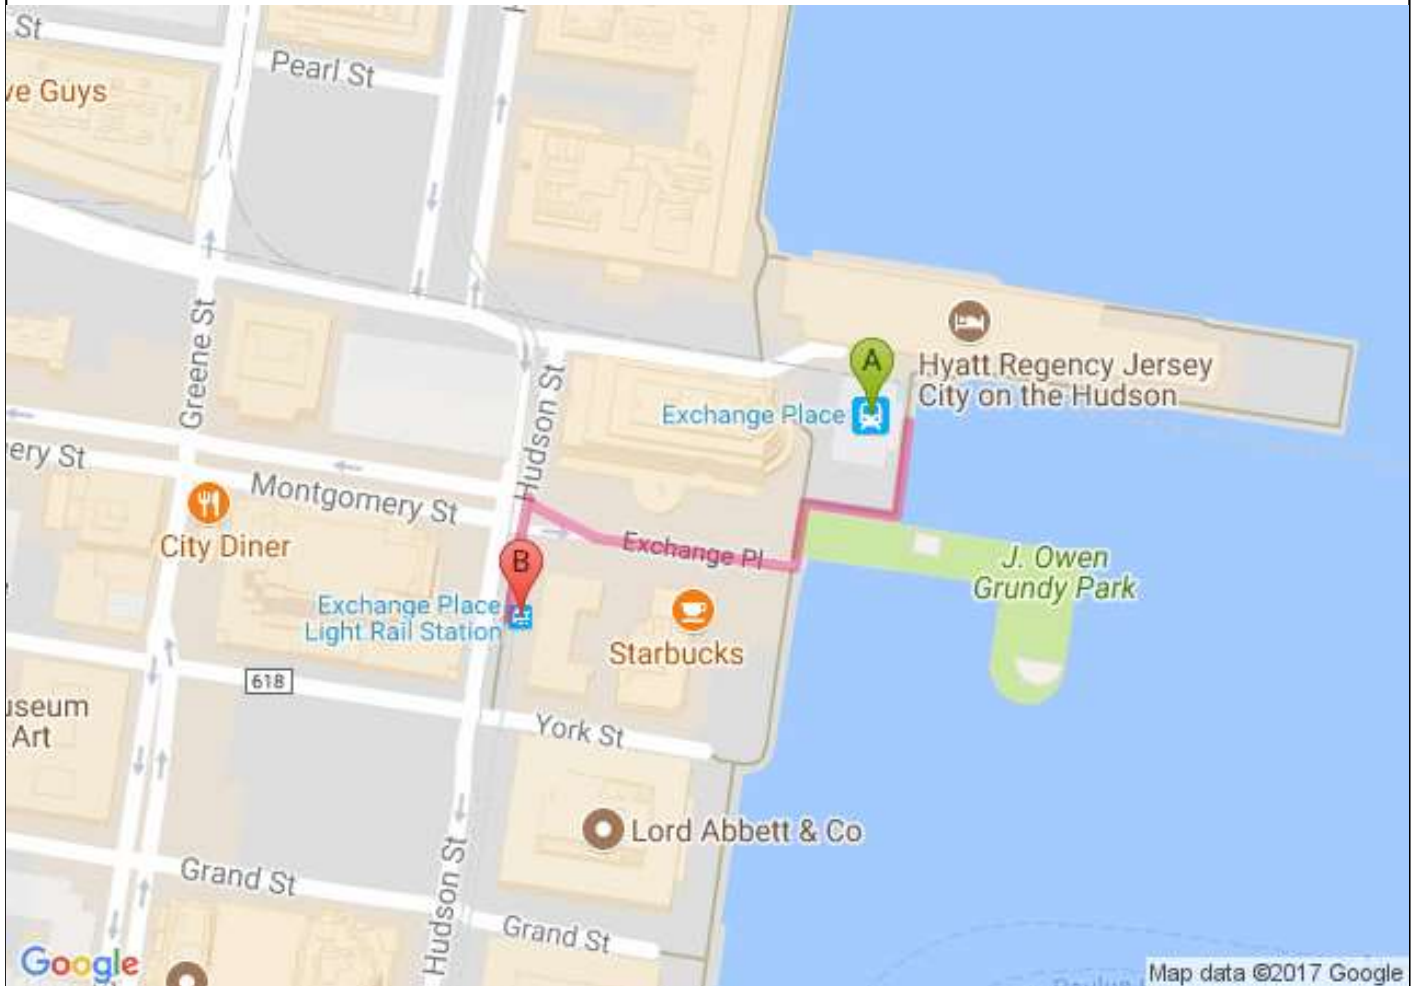 St
Pearl St
ve Guys
Greene St
Hudson St
Hyatt Regency Jersey
City on the Hudson
A
Exchange Place
ery St
Montgomery St
City Diner
Exchange Pl
B
Exchange Place
Light Rail Station
Starbucks
J. Owen
Grundy Park
618
useum
Art
York St
Lord Abbett & Co
Grand St
Hudson St
Grand St
Google
Map data ©2017 Google